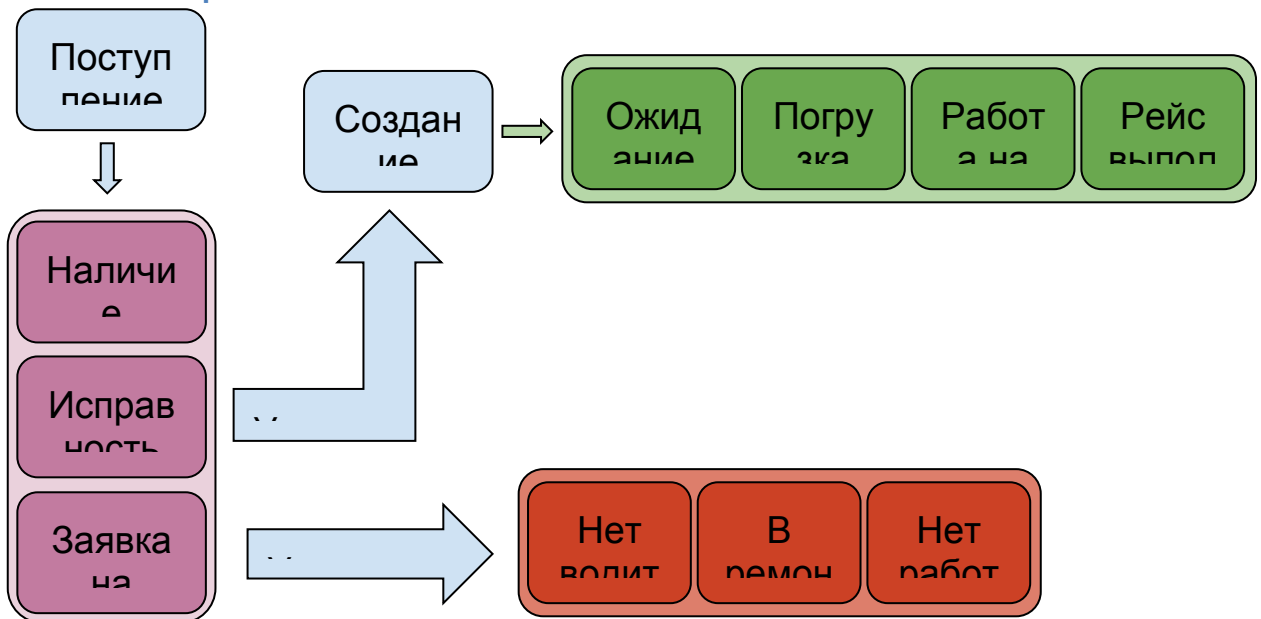 Поступ
ление
Создан
ие
Ожид
ание
Погру
зка
Работ
а на
Рейс
выпол
Наличи
е
Исправ
ность
Заявка
на
Нет
водит
В
ремон
Нет
работ